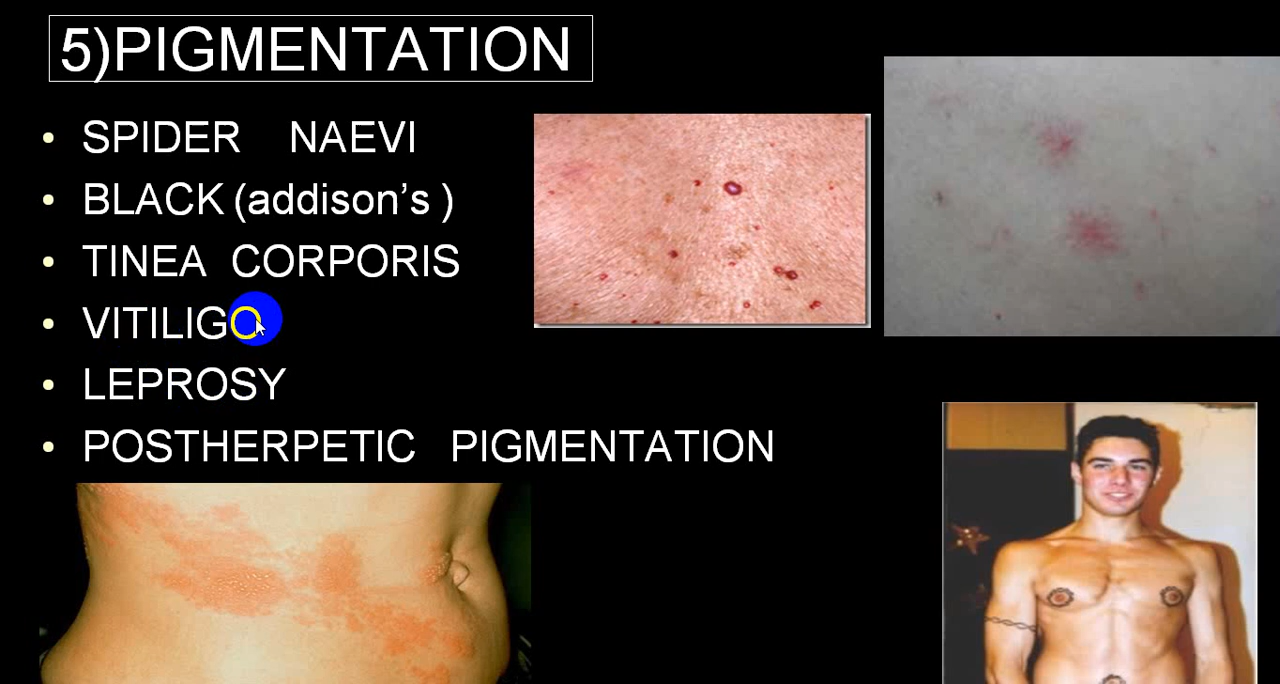 5)PIGMENTATION
• SPIDER NAEVI
• BLACK (addison’s )
• TINEA CORPORIS
• VITILIGO
• LEPROSY
• POSTHERPETIC PIGMENTATION